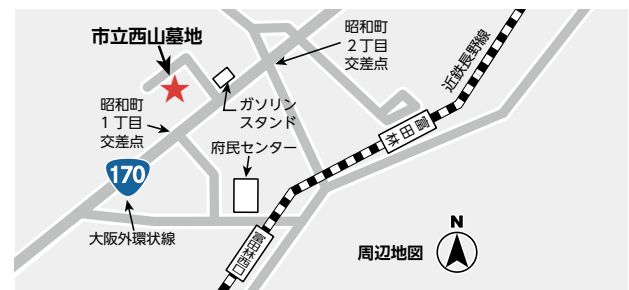 市立西山墓地
昭和町
2丁目
交差点
近鉄長野線
ガソリン
スタンド
昭和町
1丁目
交差点
府民センター
富田林
170
大阪外環状線
富田林西口
周辺地図
N